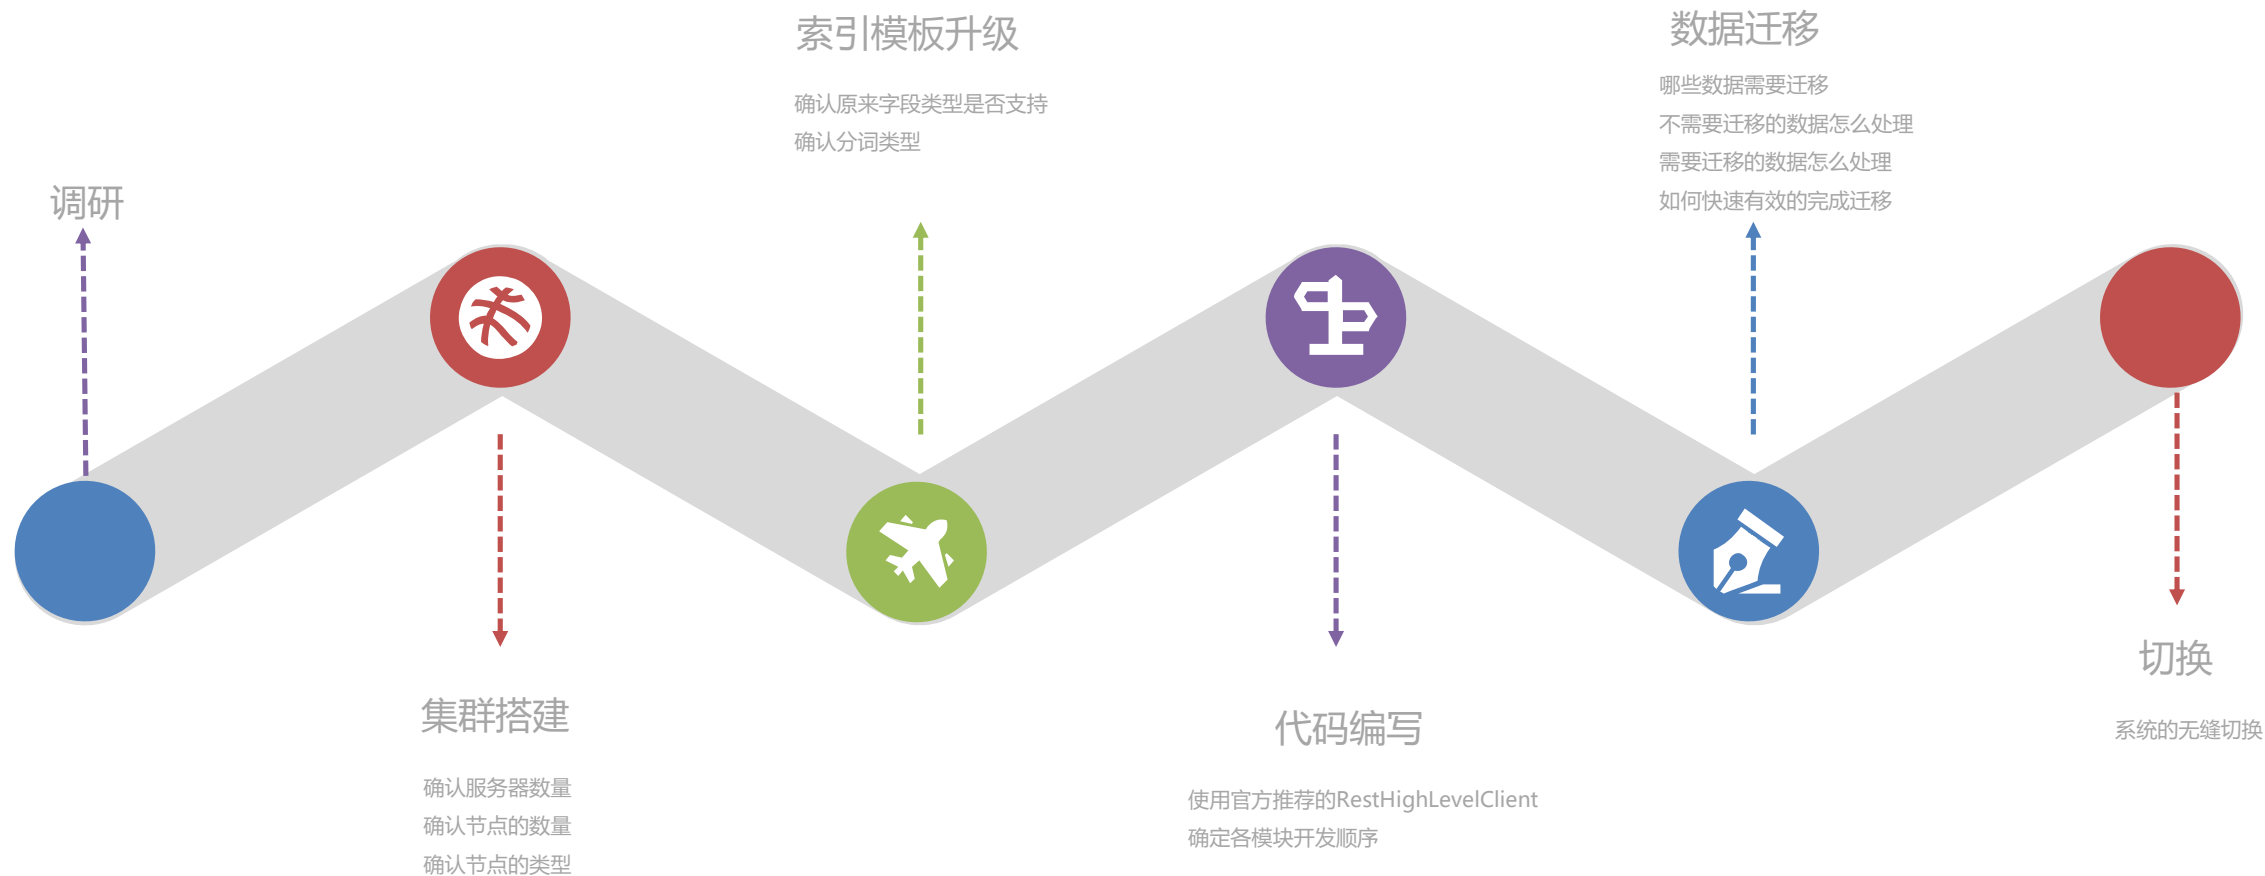 调研
集群搭建
确认服务器数量
确认节点的数量
确认节点的类型
索引模板升级
确认原来字段类型是否支持
确认分词类型
代码编写
使用官方推荐的RestHighLevelClient
确定各模块开发顺序
数据迁移
哪些数据需要迁移
不需要迁移的数据怎么处理
需要迁移的数据怎么处理
如何快速有效的完成迁移
切换
系统的无缝切换